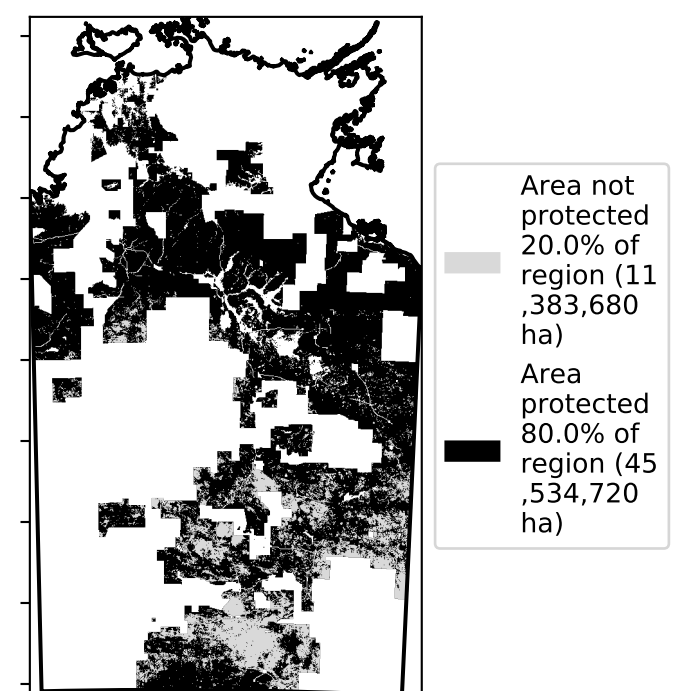 Area not
protected
20.0% of
region (11
,383,680
ha)
Area
protected
80.0% of
region (45
,534,720
ha)